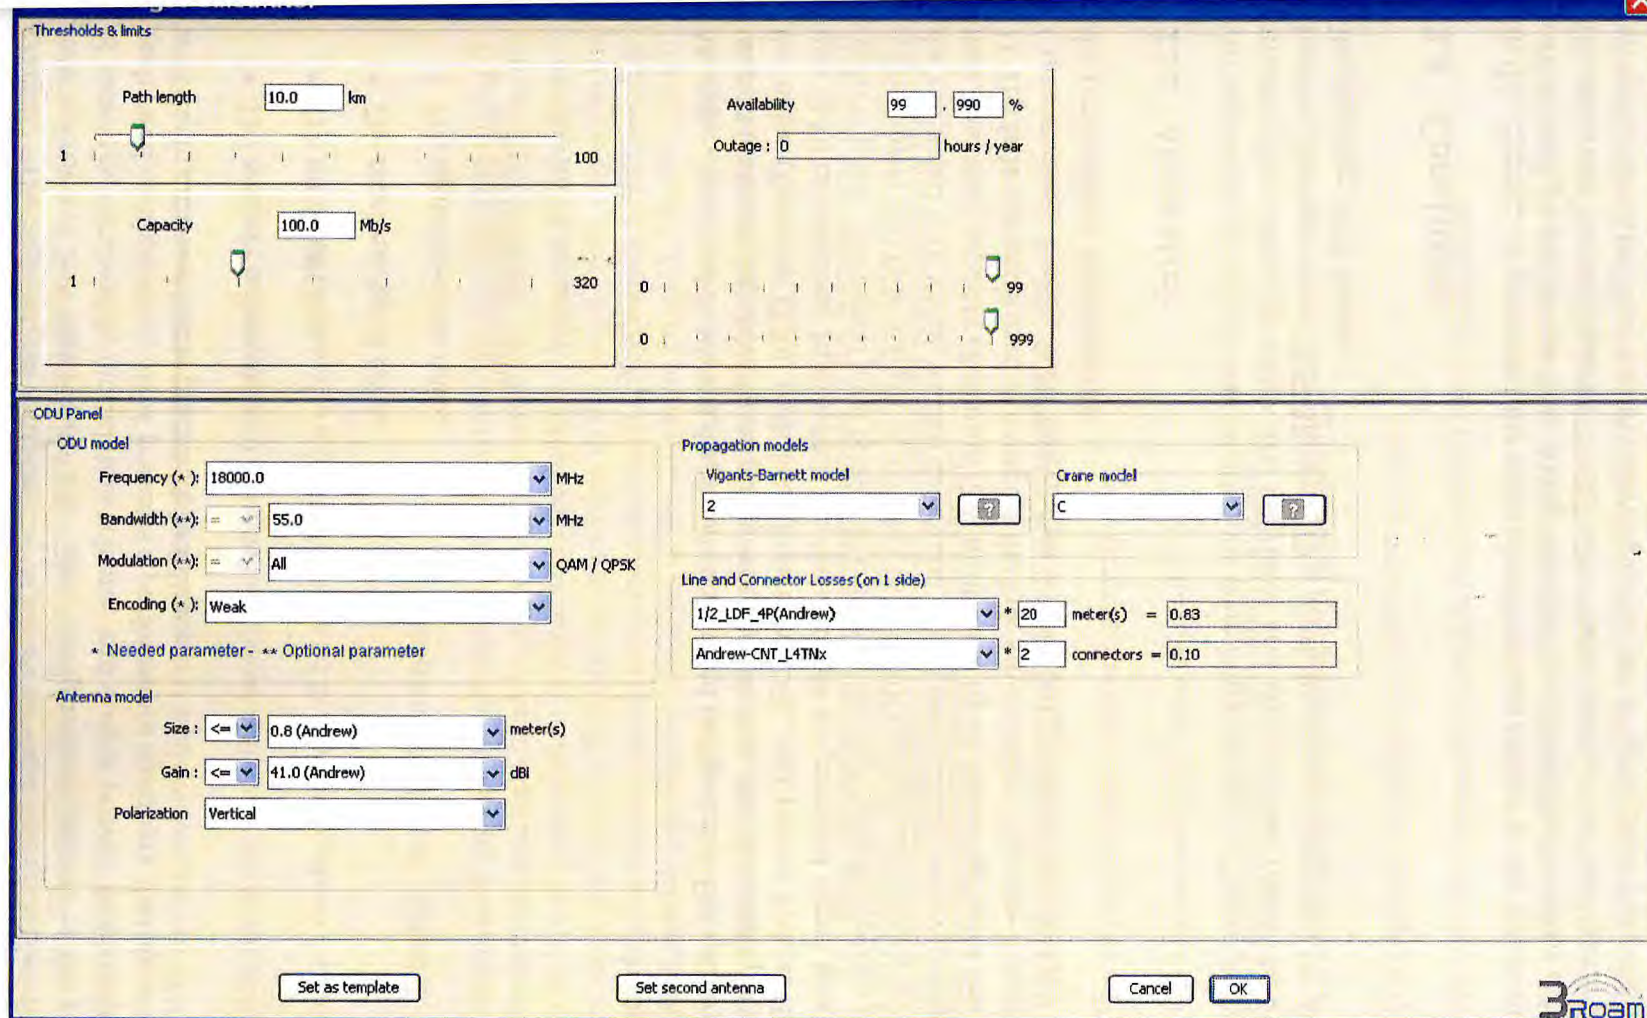 Thresholds & limits
Path length 10.0 km
1 100
Capacity 100.0 Mb/s
1 320
Availability 99 . 990 %
Outage : 0 hours / year
0 99
0 999
ODU Panel
ODU model
Frequency (* ): 18000.0 MHz
Bandwidth (**): = 55.0 MHz
Modulation (**): = All QAM / QPSK
Encoding (* ): Weak
* Needed parameter - ** Optional parameter
Antenna model
Size : <= 0.8 (Andrew) meter(s)
Gain : <= 41.0 (Andrew) dBi
Polarization Vertical
Propagation models
Vigants-Barnett model
2 ?
Crane model
C ?
Line and Connector Losses (on 1 side)
1/2_LDF_4P(Andrew) * 20 meter(s) = 0.83
Andrew-CNT_L4TNx * 2 connectors = 0.10
Set as template
Set second antenna
Cancel
OK
3Roam